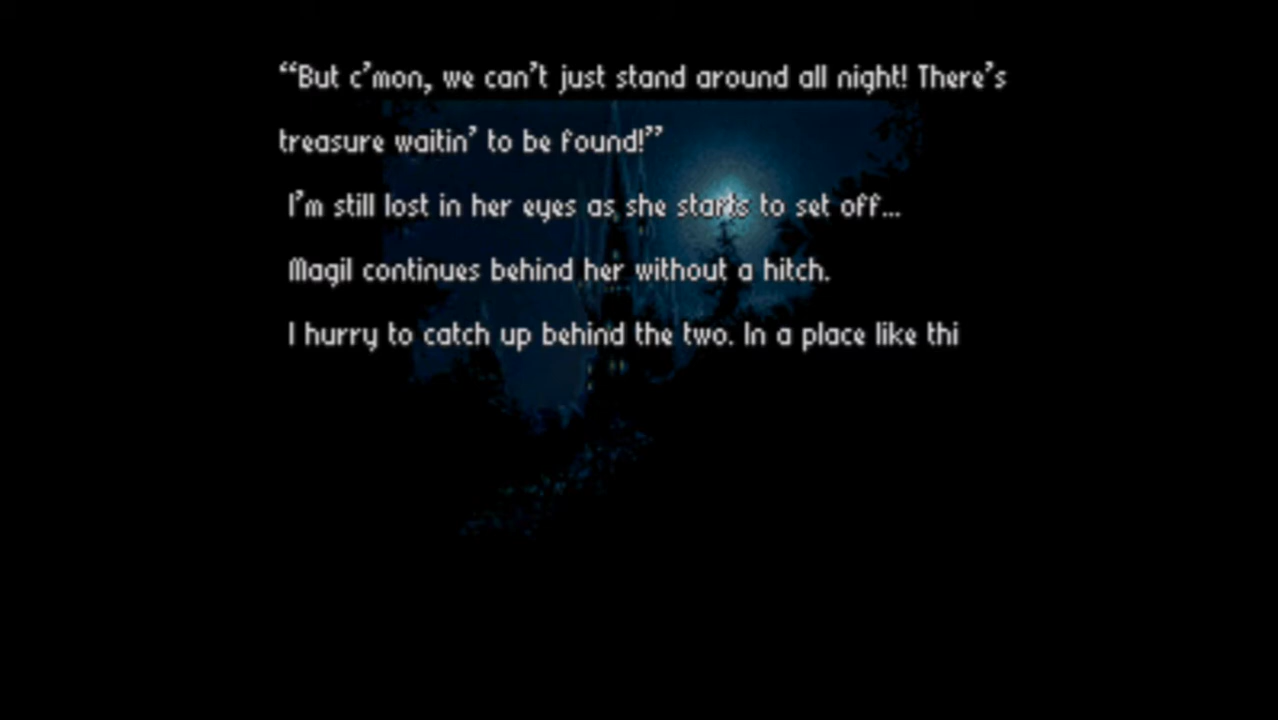 “But c’mon, we can’t just stand around all night! There’s
treasure waitin’ to be found!”
I’m still lost in her eyes as she starts to set off...
Magil continues behind her without a hitch.
I hurry to catch up behind the two. In a place like thi